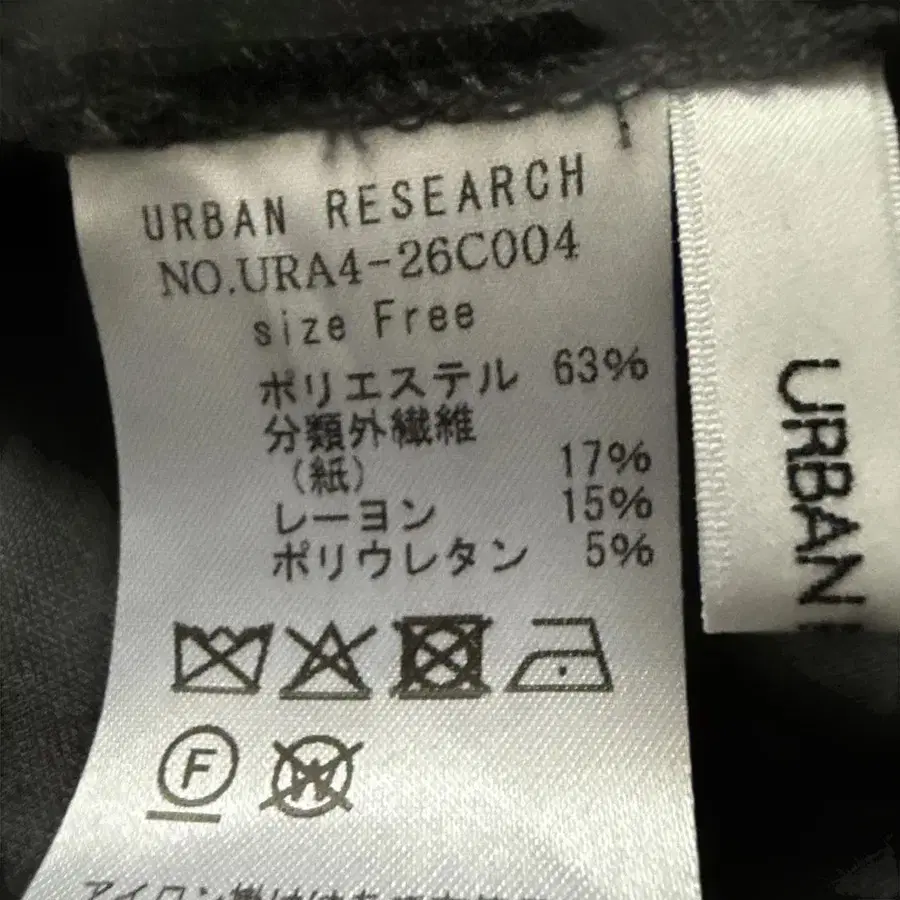 URBAN RESEARCH
NO.URA4-26C004
size Free
ポリエステル 63%
分類外繊維
(紙) 17%
レーヨン 15%
ポリウレタン 5%
F
W
URBAN